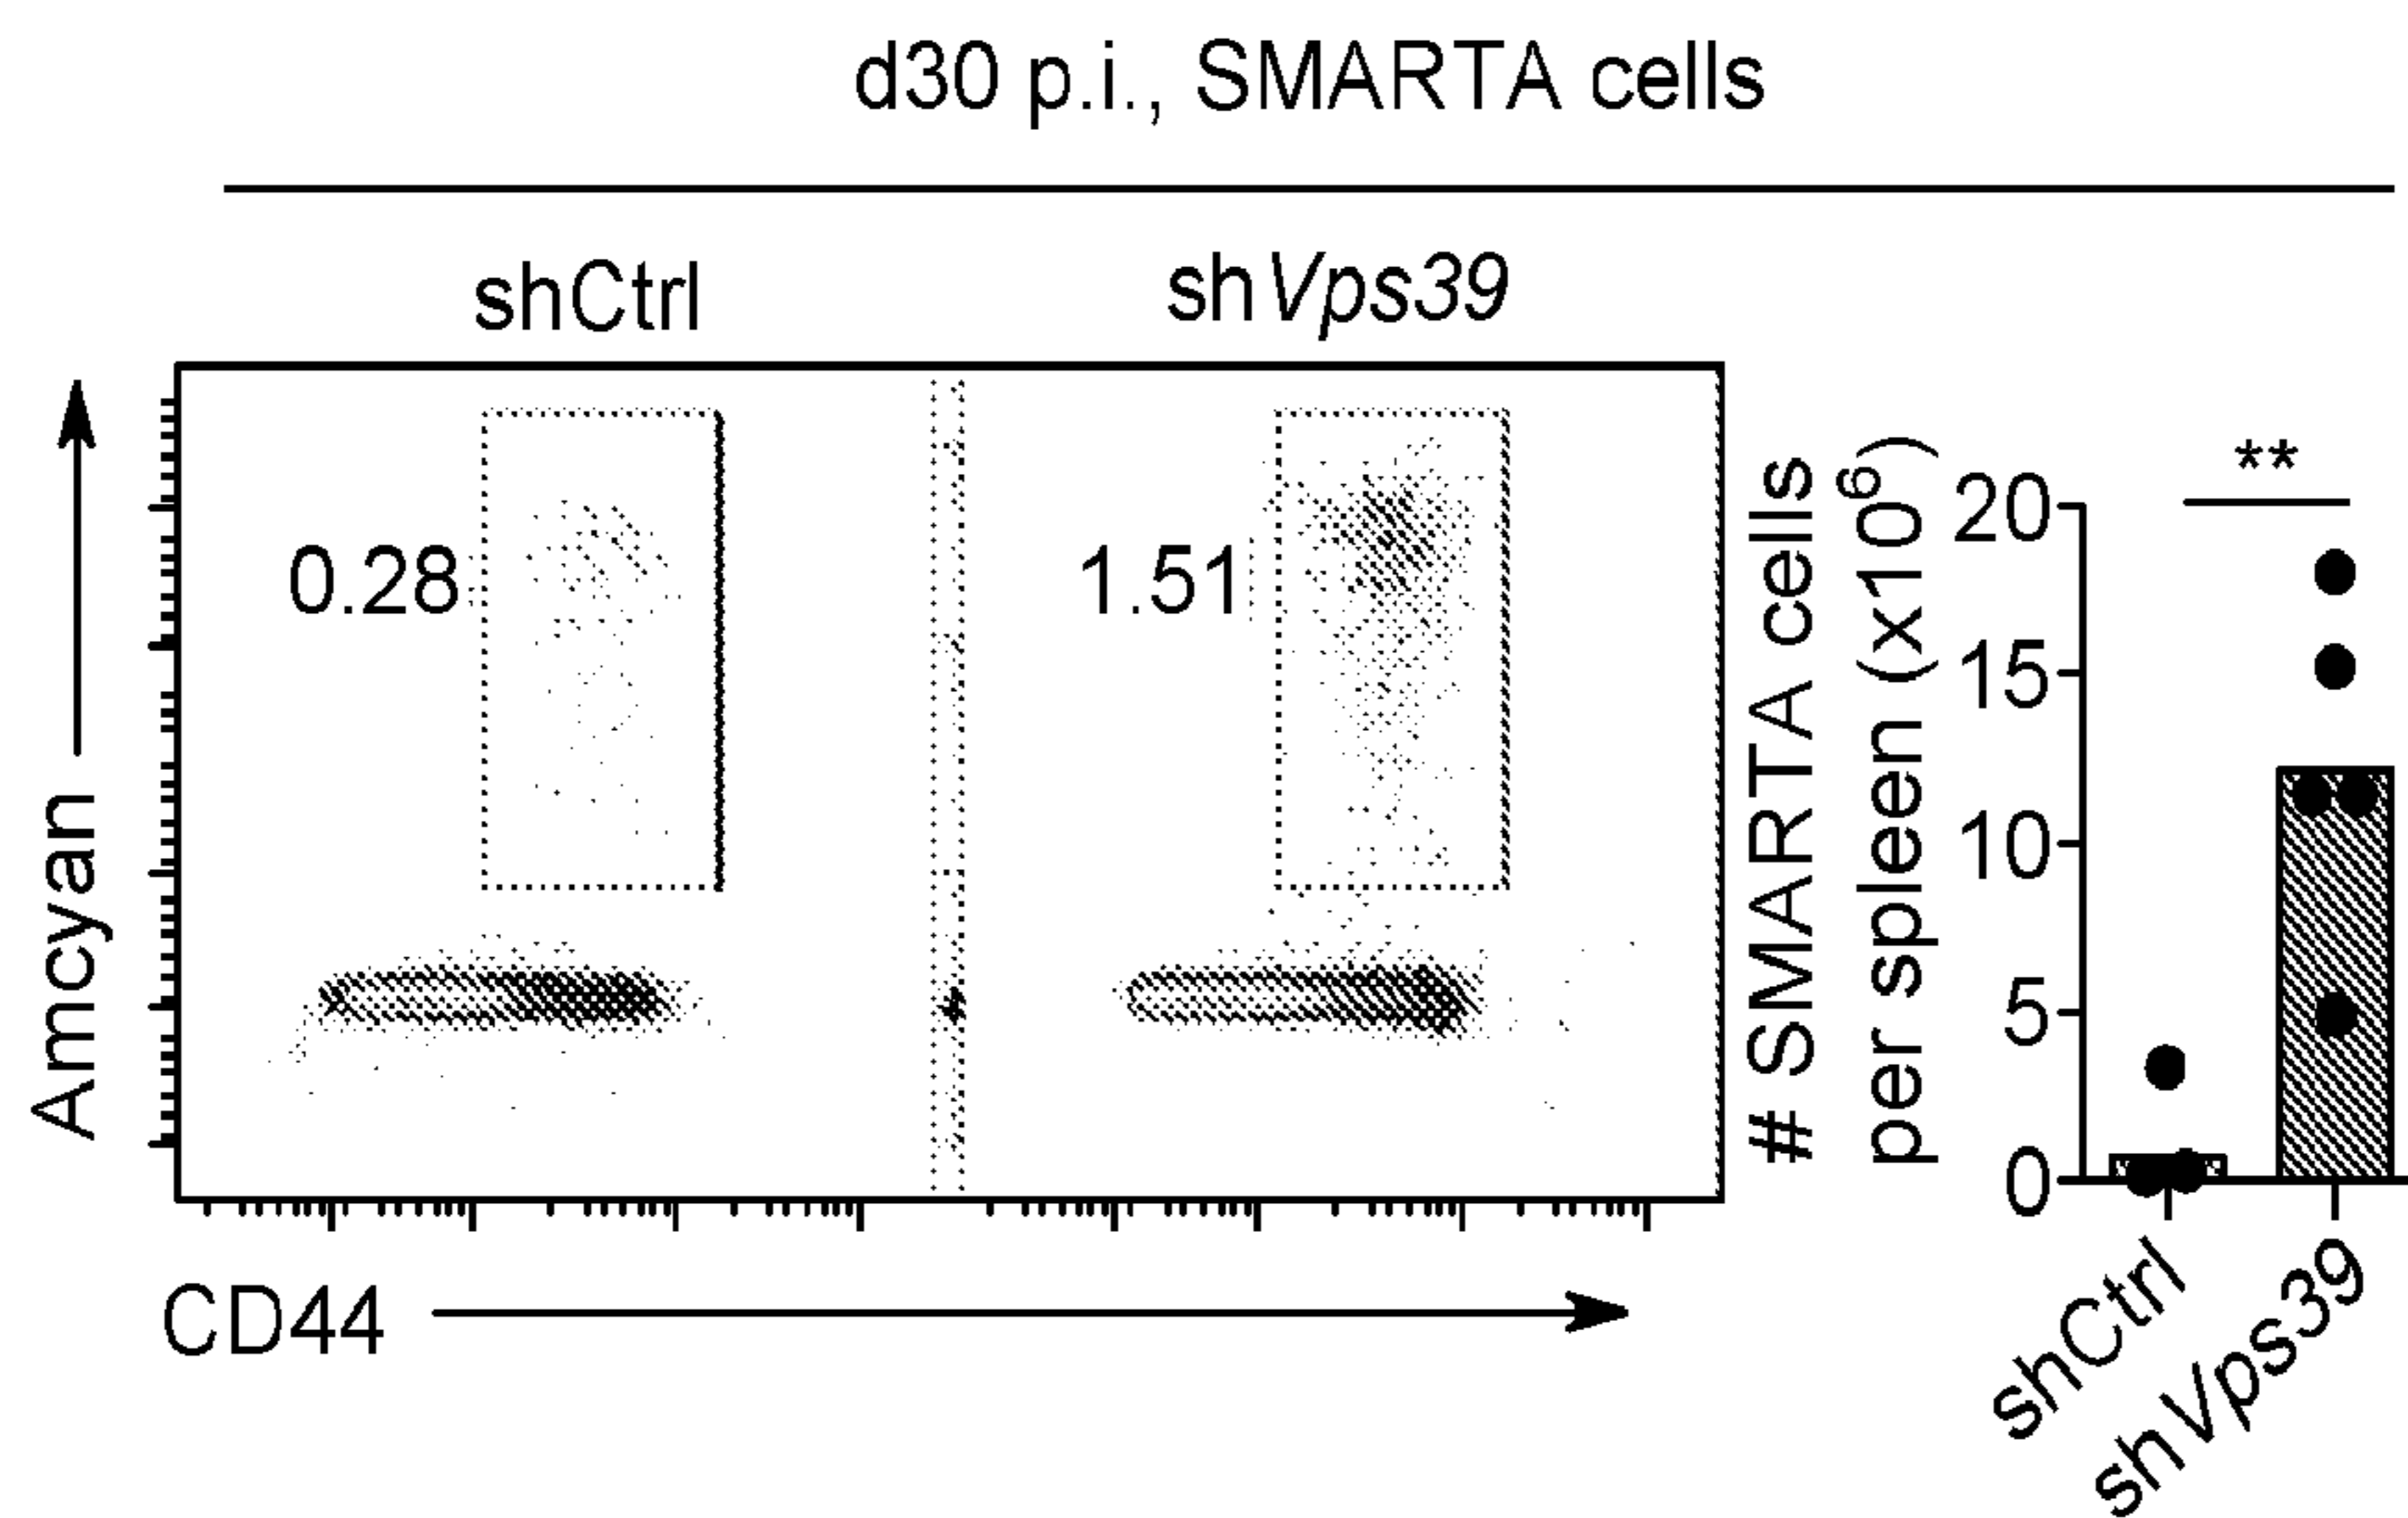 d30 p.i., SMARTA cells
shCtrl
shVps39
0.28
1.51
Amcyan
CD44
# SMARTA cells
per spleen (x10⁶)
**
20
15
10
5
0
shCtrl
shVps39